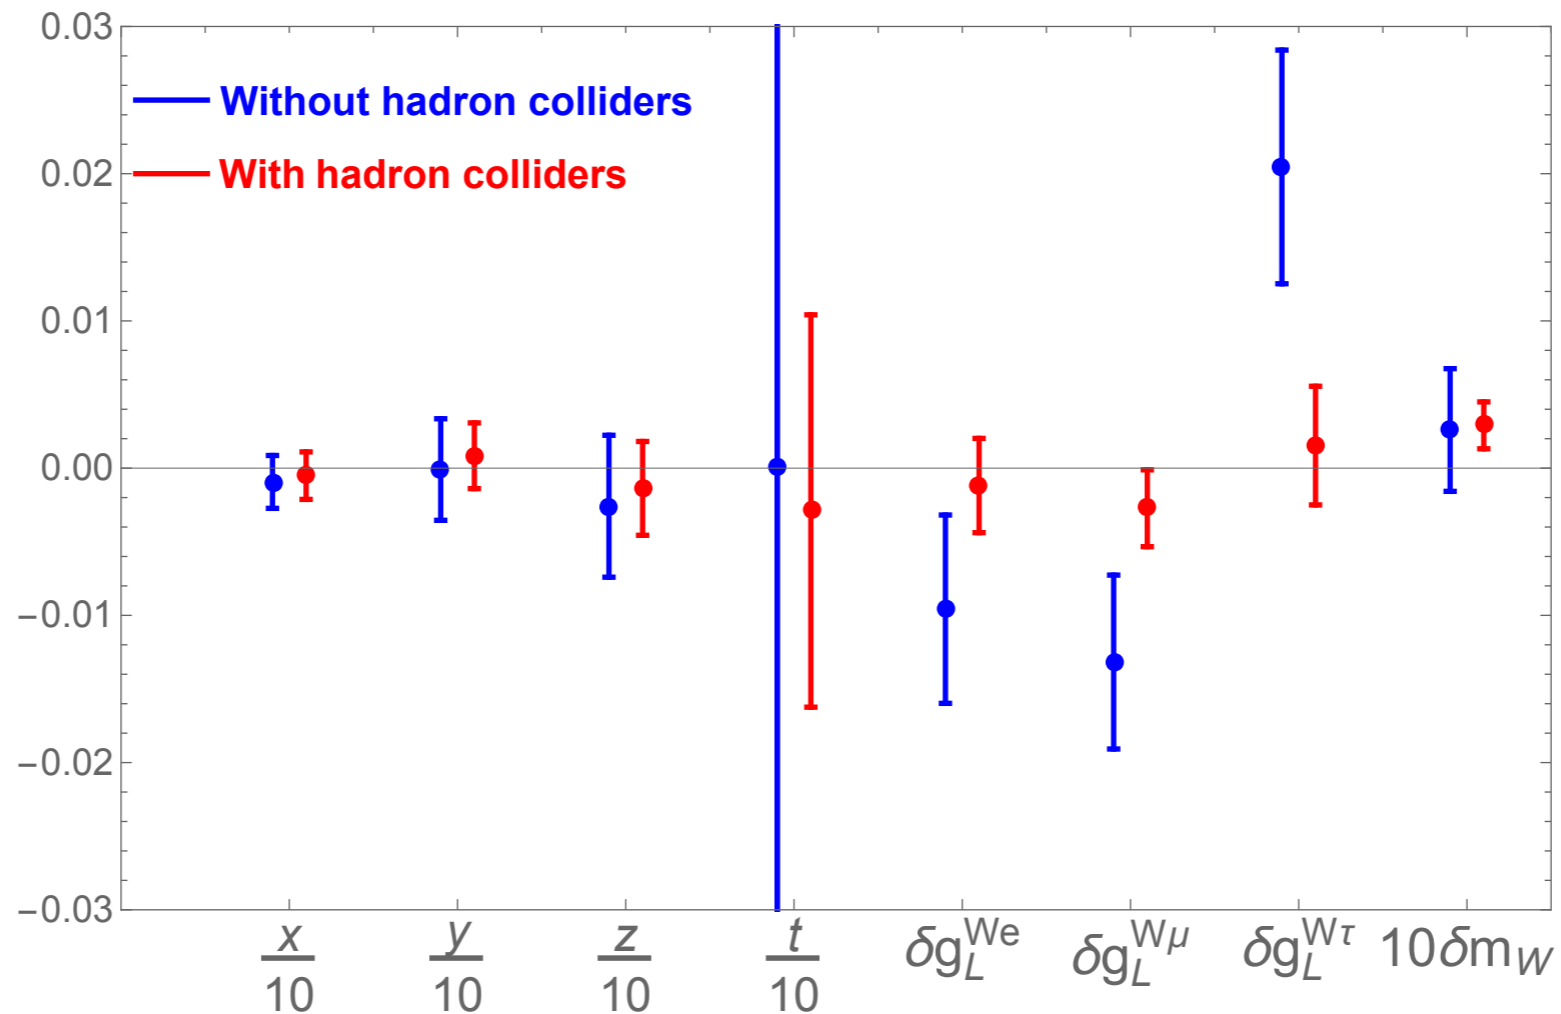 0.03
Without hadron colliders
With hadron colliders
0.02
0.01
0.00
−0.01
−0.02
−0.03
x/10 y/10 z/10 t/10 δg_L^{We} δg_L^{Wμ} δg_L^{Wτ} 10δm_W